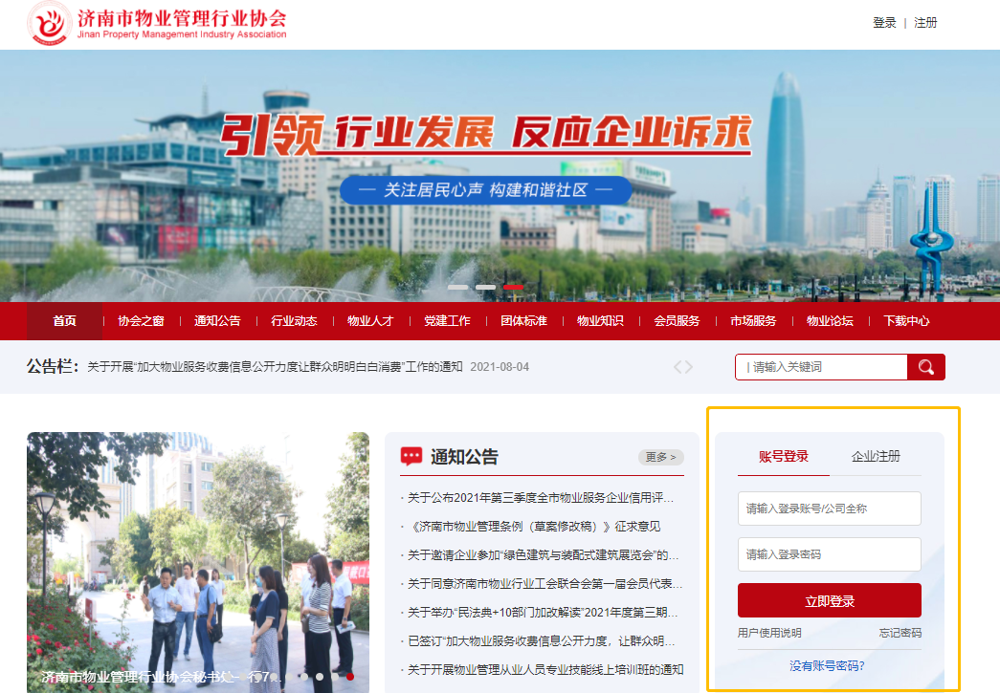 济南市物业管理行业协会
Jinan Property Management Industry Association
登录 | 注册
引领 行业发展 反应企业诉求
关注居民心声 构建和谐社区
首页 协会之窗 通知公告 行业动态 物业人才 党建工作 团体标准 物业知识 会员服务 市场服务 物业论坛 下载中心
公告栏： 关于开展“加大物业服务收费信息公开力度让群众明明白白消费”工作的通知 2021-08-04
| 请输入关键词
济南市物业管理行业协会秘书处一行7...
通知公告 更多 >
· 关于公布2021年第三季度全市物业服务企业信用评...
· 《济南市物业管理条例（草案修改稿）》征求意见
· 关于邀请企业参加“绿色建筑与装配式建筑展览会”的...
· 关于同意济南市物业行业工会联合会第一届会员代表...
· 关于举办“民法典+10部门加改解读”2021年度第三期...
· 已签订“加大物业服务收费信息公开力度，让群众明...
· 关于开展物业管理从业人员专业技能线上培训班的通知
账号登录 企业注册
请输入登录账号/公司全称
请输入登录密码
立即登录
用户使用说明 忘记密码
没有账号密码?